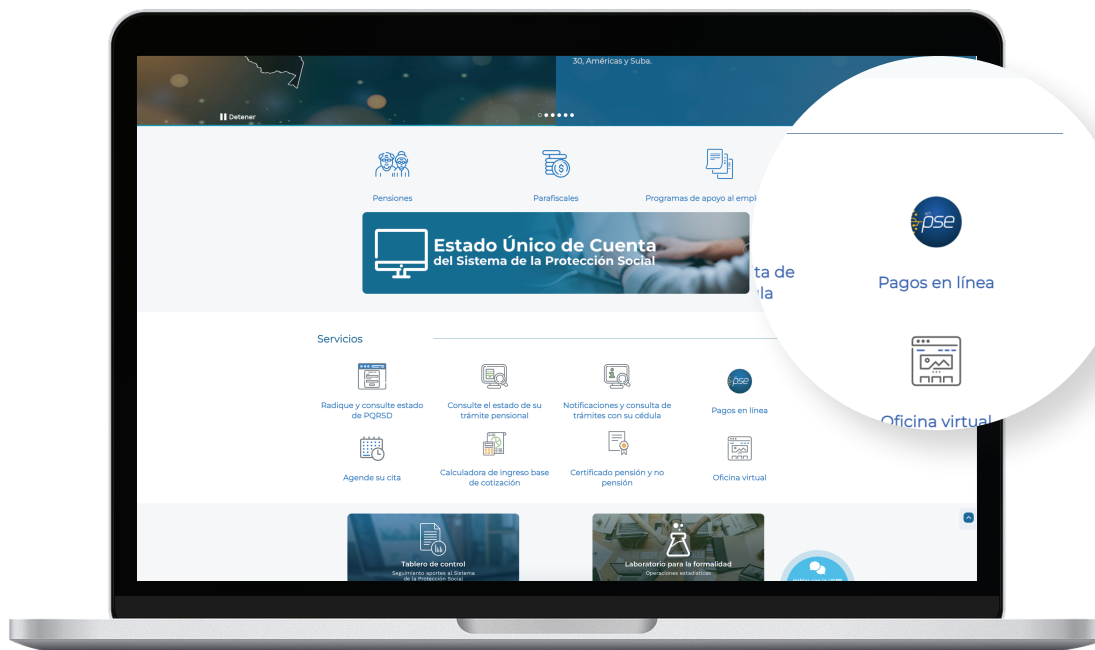 30, Américas y Suba.
Detener
Pensiones
Parafiscales
Programas de apoyo al
Estado Único de Cuenta
del Sistema de la Protección Social
Servicios
Radique y consulte estado
de PQRSD
Consulte el estado de su
trámite pensional
Notificaciones y consulta de
trámites con su cédula
pse
Pagos en línea
Agende su cita
Calculadora de ingreso base
de cotización
Certificado pensión y no
pensión
Oficina virtual
Tablero de control
Seguimiento aportes al Sistema
de la Protección Social
Laboratorio para la formalidad
Operaciones estadísticas
ta de
pse
Pagos en línea
Oficina virtual